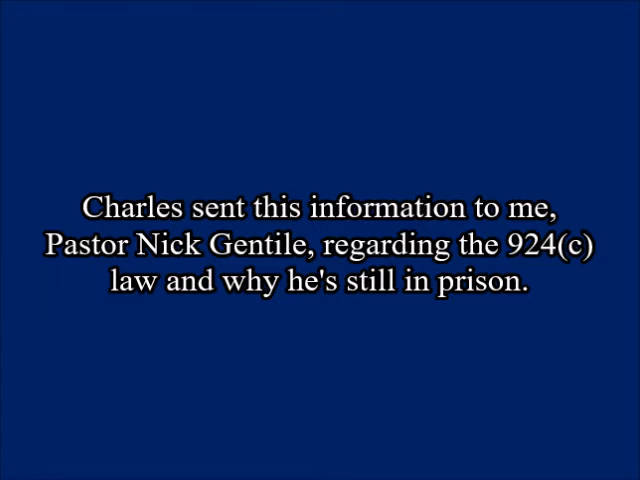 Charles sent this information to me,
Pastor Nick Gentile, regarding the 924(c)
law and why he's still in prison.